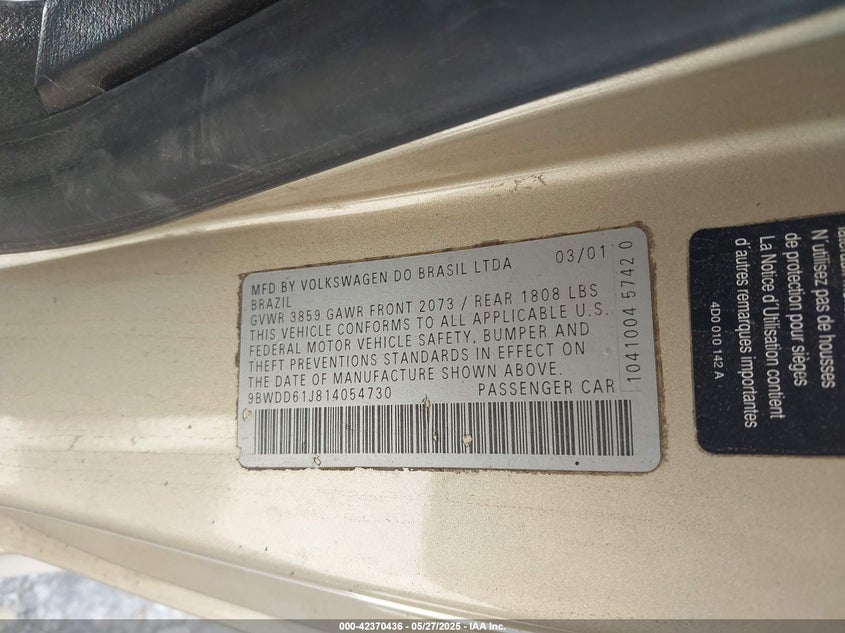 MFD BY VOLKSWAGEN DO BRASIL LTDA 03/01
BRAZIL
GVWR 3859 GAWR FRONT 2073 / REAR 1808 LBS
THIS VEHICLE CONFORMS TO ALL APPLICABLE U.S.
FEDERAL MOTOR VEHICLE SAFETY, BUMPER AND
THEFT PREVENTIONS STANDARDS IN EFFECT ON
THE DATE OF MANUFACTURE SHOWN ABOVE.
9BWDD61J814054730 PASSENGER CAR
1041004 57420
N'utilisez pas de housses
de protection pour sièges
La Notice d'Utilisation contient
d'autres remarques importantes
4D0 010 142 A
000-42370436 - 05/27/2025 - IAA Inc.